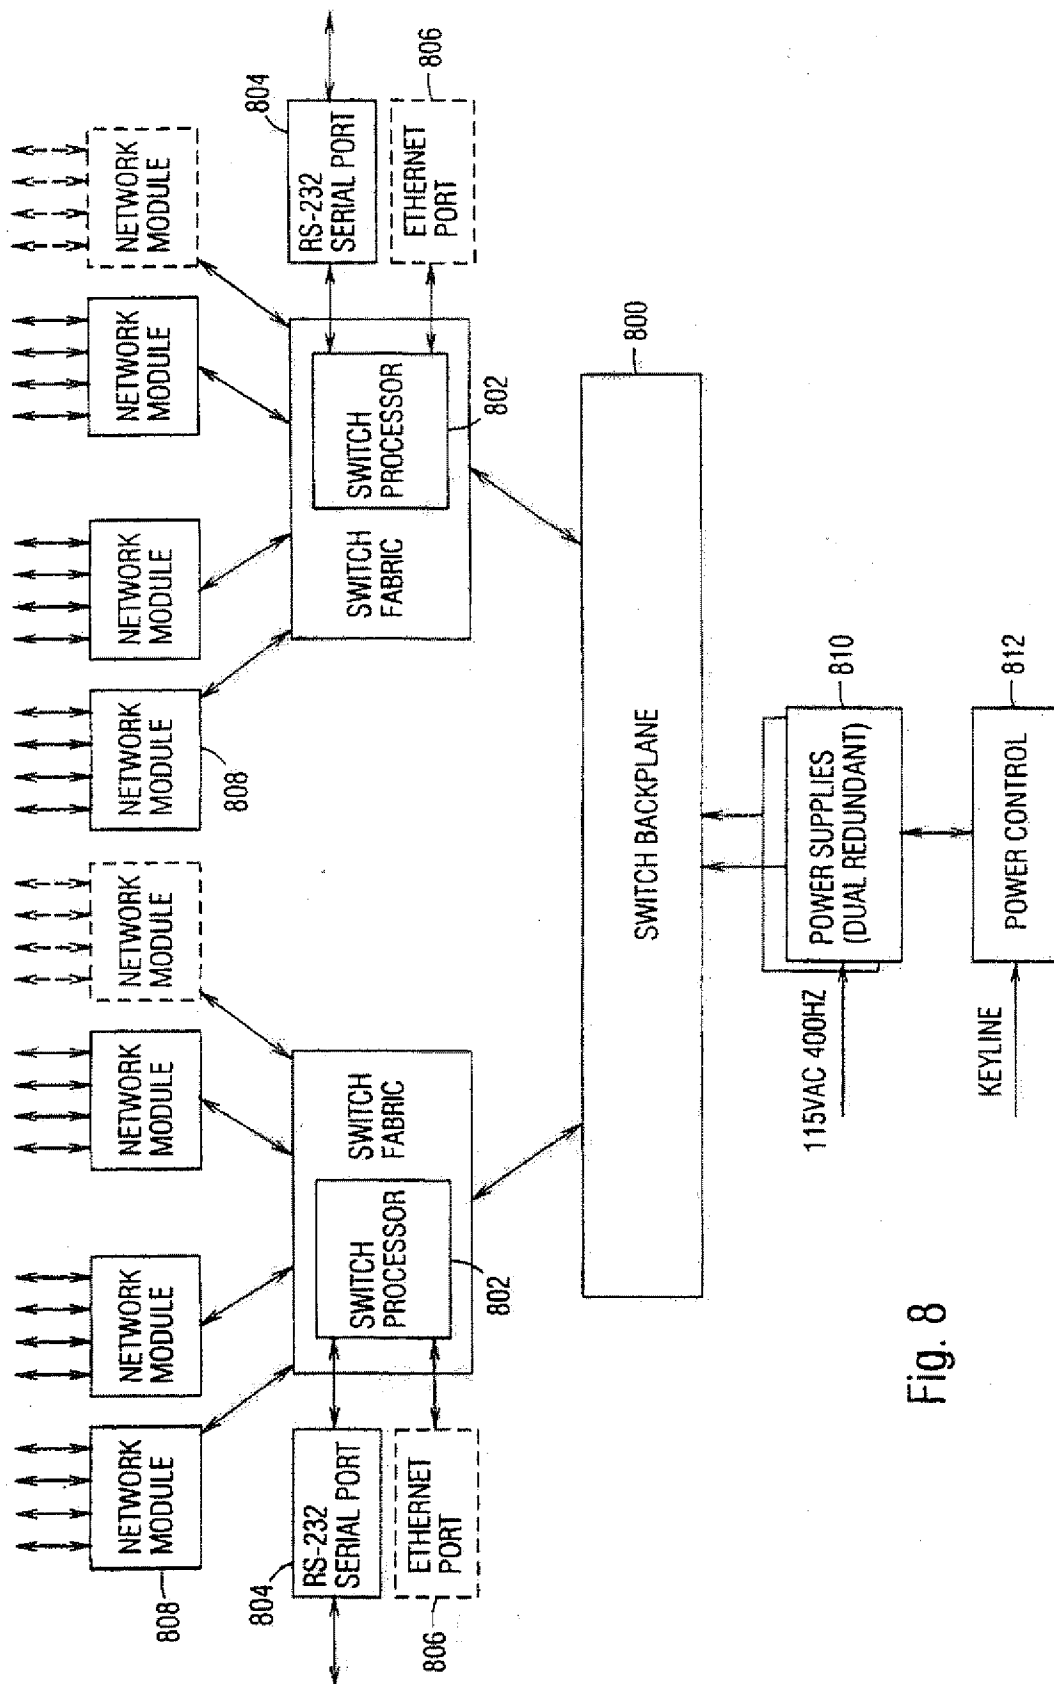 NETWORK
MODULE
NETWORK
MODULE
NETWORK
MODULE
NETWORK
MODULE
NETWORK
MODULE
NETWORK
MODULE
NETWORK
MODULE
NETWORK
MODULE
808
808
804
RS-232
SERIAL PORT
SWITCH
PROCESSOR
SWITCH
FABRIC
802
ETHERNET
PORT
806
SWITCH
FABRIC
SWITCH
PROCESSOR
802
RS-232
SERIAL PORT
804
ETHERNET
PORT
806
SWITCH BACKPLANE
800
115VAC 400HZ
POWER SUPPLIES
(DUAL REDUNDANT)
810
KEYLINE
POWER CONTROL
812
Fig. 8